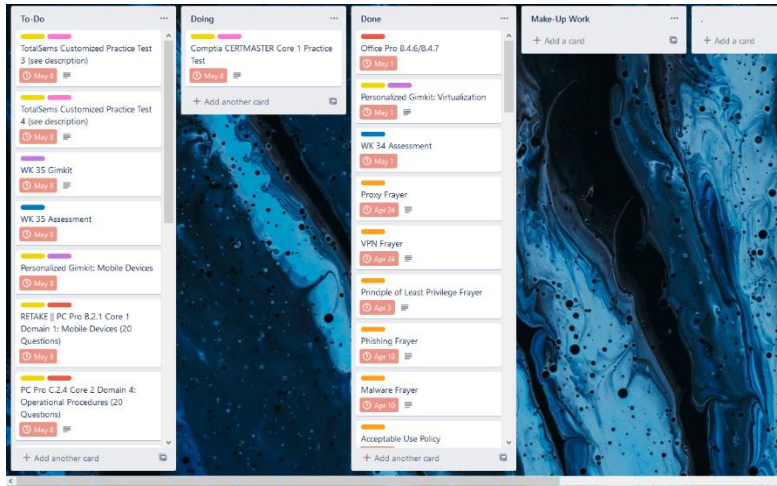 To-Do
TotalSems Customized Practice Test
3 (see description)
May 8
TotalSems Customized Practice Test
4 (see description)
May 8
WK 35 Gimkit
May 8
WK 35 Assessment
May 8
Personalized Gimkit: Mobile Devices
May 8
RETAKE || PC Pro B.2.1 Core 1
Domain 1: Mobile Devices (20
Questions)
May 8
PC Pro C.2.4 Core 2 Domain 4:
Operational Procedures (20
Questions)
May 8
+ Add another card
Doing
Comptia CERTMASTER Core 1 Practice
Test
May 8
+ Add another card
Done
Office Pro 8.4.6/8.4.7
May 1
Personalized Gimkit: Virtualization
May 1
WK 34 Assessment
May 1
Proxy Frayer
Apr 24
VPN Frayer
Apr 24
Principle of Least Privilege Frayer
Apr 3
Phishing Frayer
Apr 10
Malware Frayer
Apr 10
Acceptable Use Policy
+ Add another card
Make-Up Work
+ Add a card
.
+ Add a card